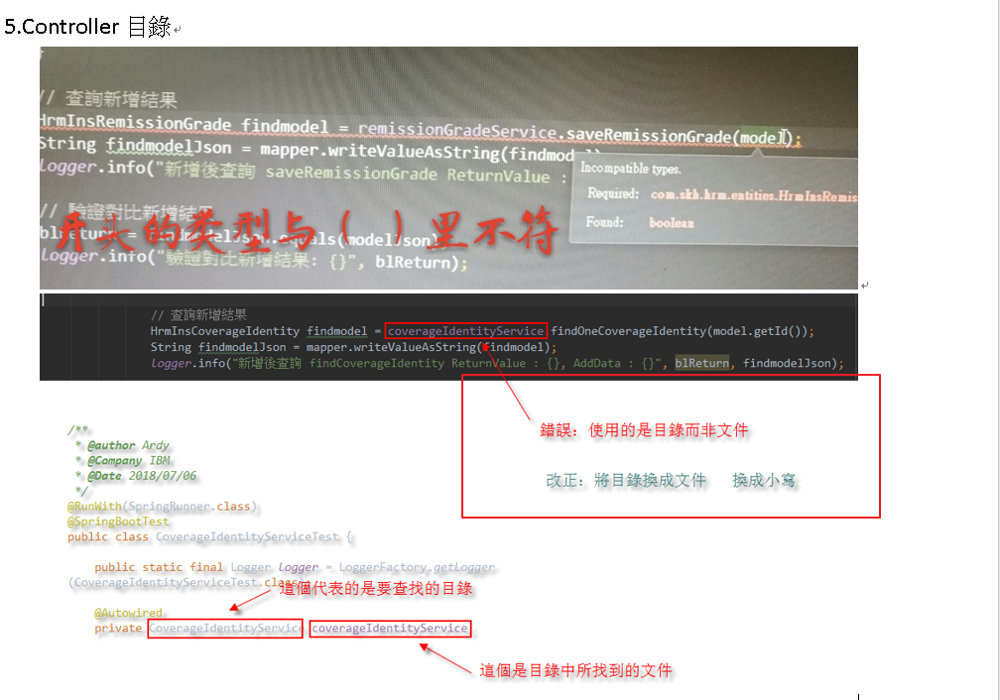 5.Controller 目錄
// 查詢新增結果
HrmInsRemissionGrade findmodel = remissionGradeService.saveRemissionGrade(model);
String findmodelJson = mapper.writeValueAsString(findmod
logger.info("新增後查詢 saveRemissionGrade ReturnValue :
Incompatible types.
Required: com.skh.hrm.entities.HrmInsRemiss
Found: boolean
// 驗證對比新增結果
开头的类型与（ ）里不符
blReturn = findmodelJson.equals(modelJson)
logger.info("驗證對比新增結果: {}", blReturn);
// 查詢新增結果
HrmInsCoverageIdentity findmodel = coverageIdentityService findOneCoverageIdentity(model.getId());
String findmodelJson = mapper.writeValueAsString(findmodel);
logger.info("新增後查詢 findCoverageIdentity ReturnValue : {}, AddData : {}", blReturn, findmodelJson);
錯誤：使用的是目錄而非文件
改正：將目錄換成文件 換成小寫
/**
* @author Ardy
* @Company IBM
* @Date 2018/07/06
*/
@RunWith(SpringRunner.class)
@SpringBootTest
public class CoverageIdentityServiceTest {
public static final Logger logger = LoggerFactory.getLogger
(CoverageIdentityServiceTest.class)
這個代表的是要查找的目錄
@Autowired
private CoverageIdentityService coverageIdentityService
這個是目錄中所找到的文件